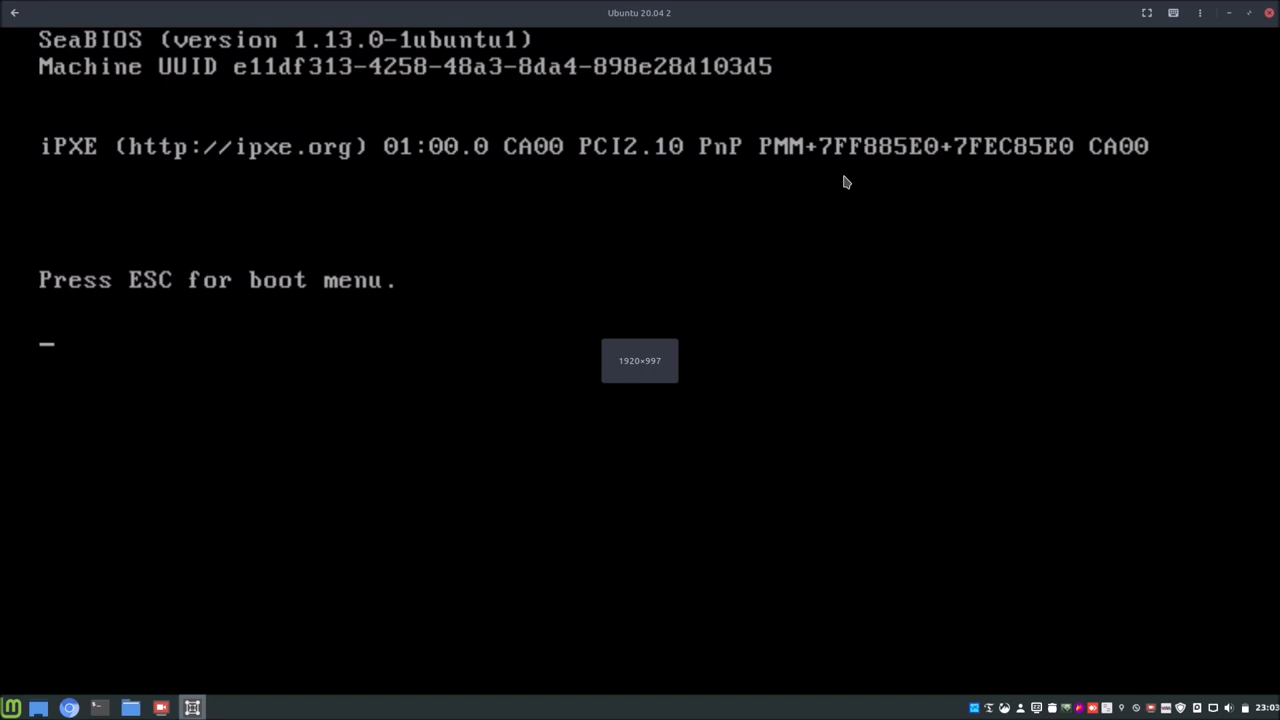 Ubuntu 20.04 2
SeaBIOS (version 1.13.0-1ubuntu1)
Machine UUID e11df313-4258-48a3-8da4-898e28d103d5
iPXE (http://ipxe.org) 01:00.0 CA00 PCI2.10 PnP PMM+7FF885E0+7FEC85E0 CA00
Press ESC for boot menu.
1920×997
23:03